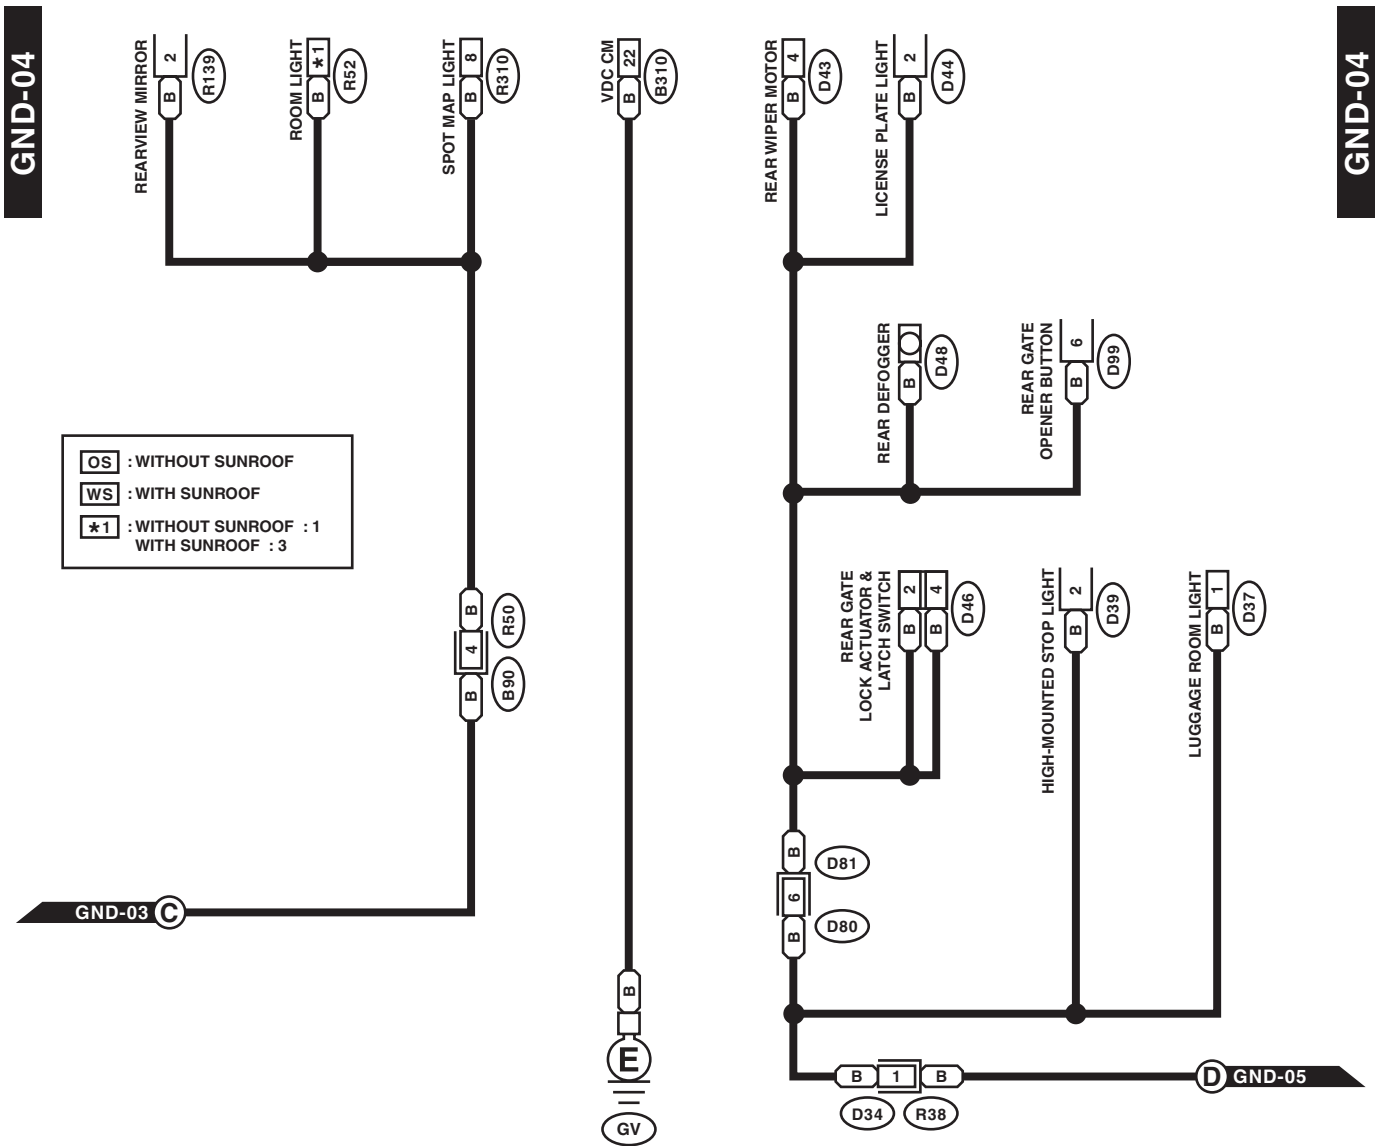 GND-04
GND-04
REARVIEW MIRROR
2
B
R139
ROOM LIGHT
*1
B
R52
SPOT MAP LIGHT
8
B
R310
VDC CM
22
B
B310
REAR WIPER MOTOR
4
B
D43
LICENSE PLATE LIGHT
2
B
D44
REAR DEFOGGER
B
D48
REAR GATE
OPENER BUTTON
6
B
D99
OS : WITHOUT SUNROOF
WS : WITH SUNROOF
*1 : WITHOUT SUNROOF : 1
WITH SUNROOF : 3
B
R50
4
B
B90
REAR GATE
LOCK ACTUATOR &
LATCH SWITCH
2
4
B
B
D46
HIGH-MOUNTED STOP LIGHT
2
B
D39
LUGGAGE ROOM LIGHT
1
B
D37
B
D81
6
B
D80
GND-03 C
B
E
GV
B 1 B
D34 R38
D GND-05